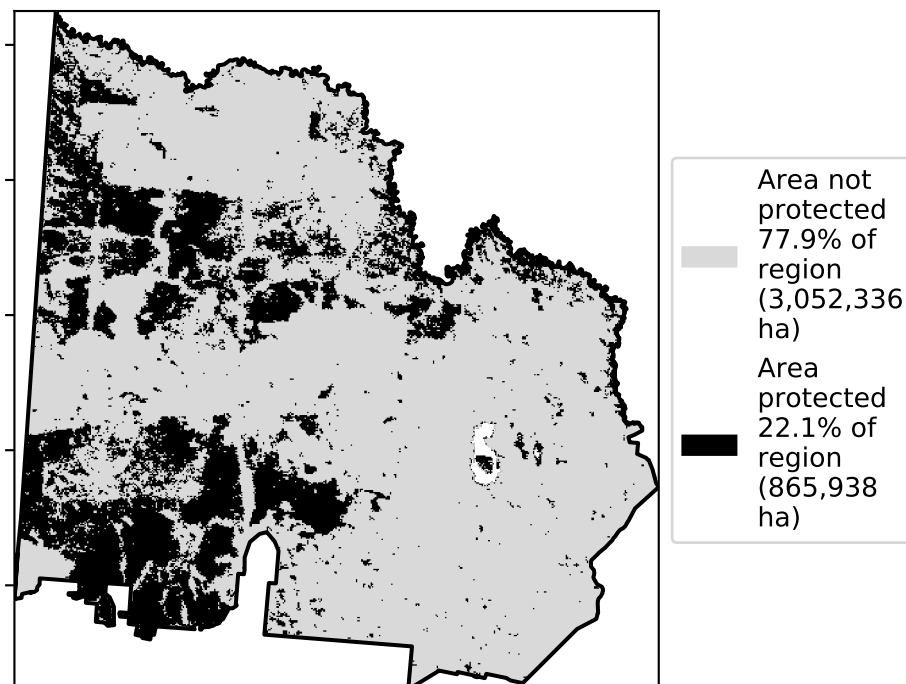 Area not
protected
77.9% of
region
(3,052,336
ha)
Area
protected
22.1% of
region
(865,938
ha)